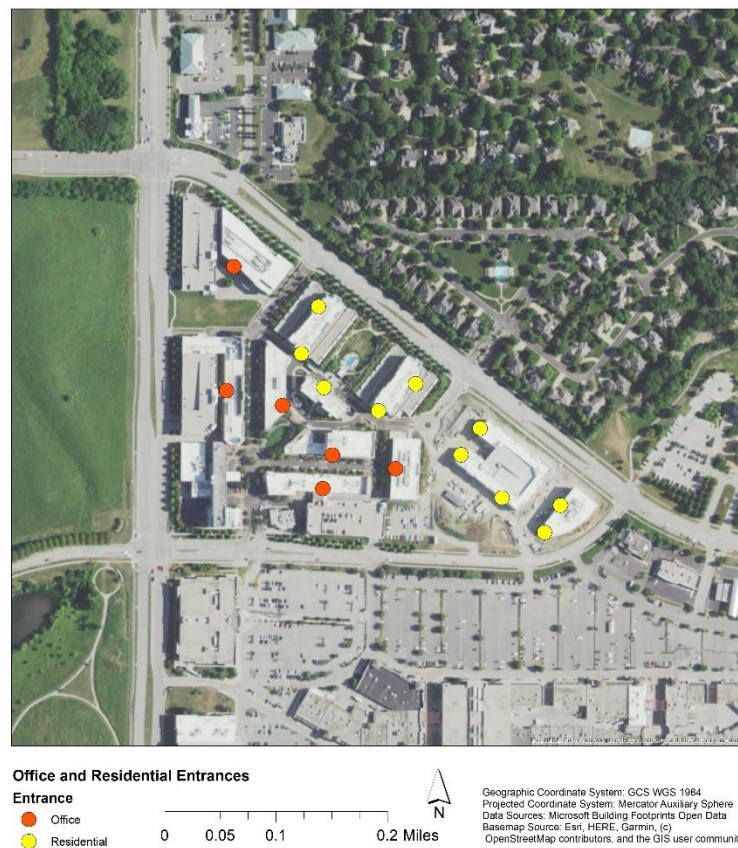 Office and Residential Entrances
Entrance
Office
Residential
0 0.05 0.1 0.2 Miles
N
Geographic Coordinate System: GCS WGS 1984
Projected Coordinate System: Mercator Auxiliary Sphere
Data Sources: Microsoft Building Footprints Open Data
Basemap Source: Esri, HERE, Garmin, (c)
OpenStreetMap contributors, and the GIS user communit